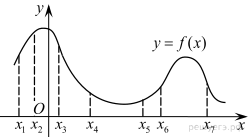 y
y = f(x)
O
x₁ x₂ x₃ x₄ x₅ x₆ x₇ x